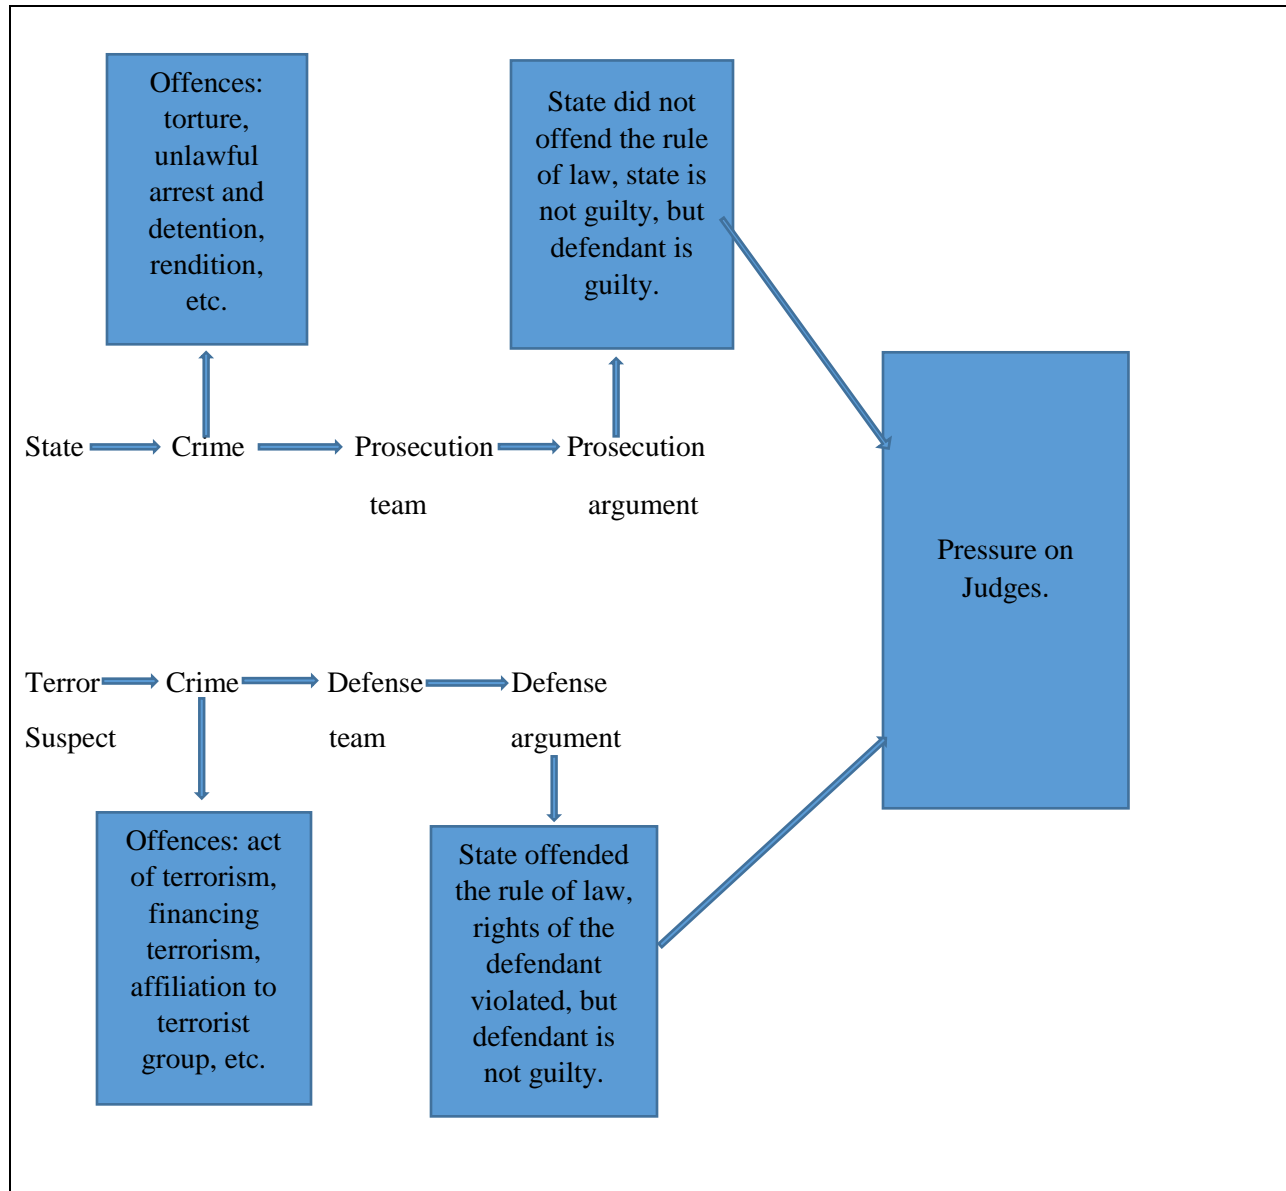 Offences:
torture,
unlawful
arrest and
detention,
rendition,
etc.
State did not
offend the rule
of law, state is
not guilty, but
defendant is
guilty.
State Crime Prosecution Prosecution
team argument
Pressure on
Judges.
Terror Crime Defense Defense
Suspect team argument
Offences: act
of terrorism,
financing
terrorism,
affiliation to
terrorist
group, etc.
State offended
the rule of law,
rights of the
defendant
violated, but
defendant is
not guilty.